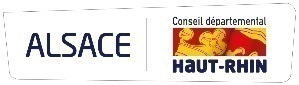 ALSACE
Conseil départemental
HaUT-RHIN